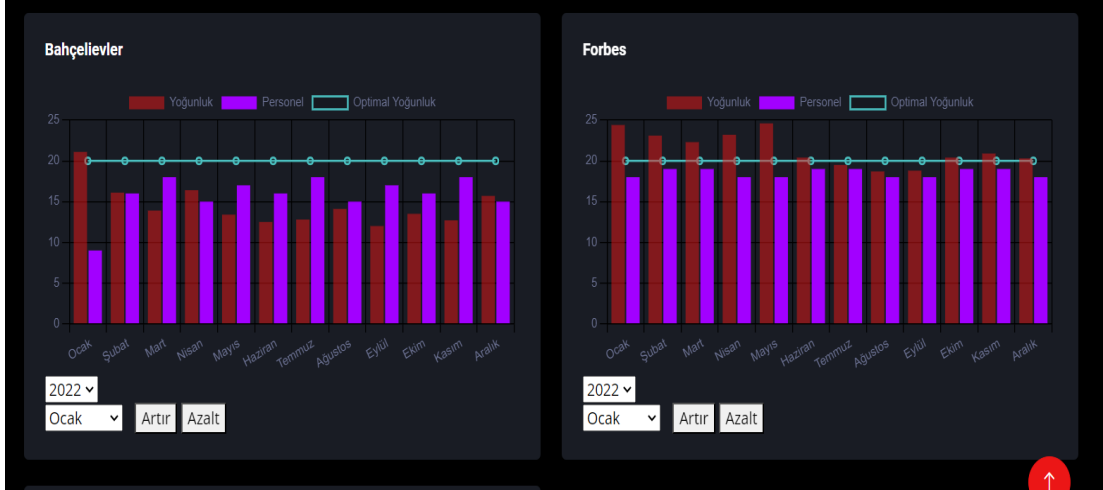 Bahçelievler
Yoğunluk Personel Optimal Yoğunluk
25
20
15
10
5
0
Ocak Şubat Mart Nisan Mayıs Haziran Temmuz Ağustos Eylül Ekim Kasım Aralık
2022
Ocak Artır Azalt
Forbes
Yoğunluk Personel Optimal Yoğunluk
25
20
15
10
5
0
Ocak Şubat Mart Nisan Mayıs Haziran Temmuz Ağustos Eylül Ekim Kasım Aralık
2022
Ocak Artır Azalt